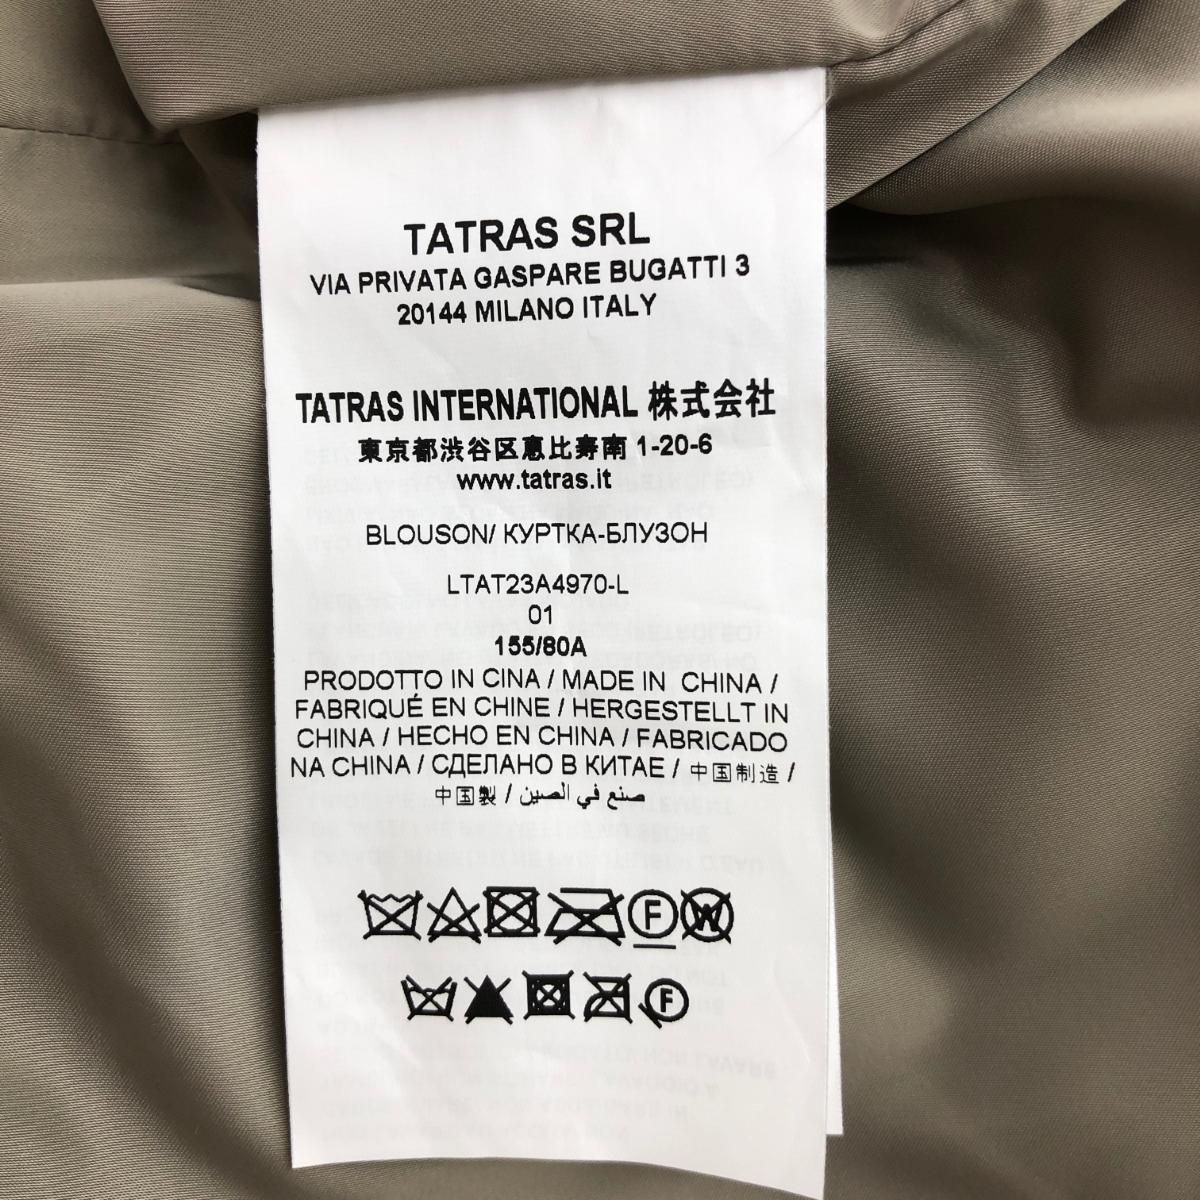 TATRAS SRL
VIA PRIVATA GASPARE BUGATTI 3
20144 MILANO ITALY
TATRAS INTERNATIONAL 株式会社
東京都渋谷区恵比寿南 1-20-6
www.tatras.it
BLOUSON/ КУРТКА-БЛУЗОН
LTAT23A4970-L
01
155/80A
PRODOTTO IN CINA / MADE IN CHINA /
FABRIQUÉ EN CHINE / HERGESTELLT IN
CHINA / HECHO EN CHINA / FABRICADO
NA CHINA / СДЕЛАНО В КИТАЕ / 中国制造 /
中国製 / صنع في الصين
F W
F